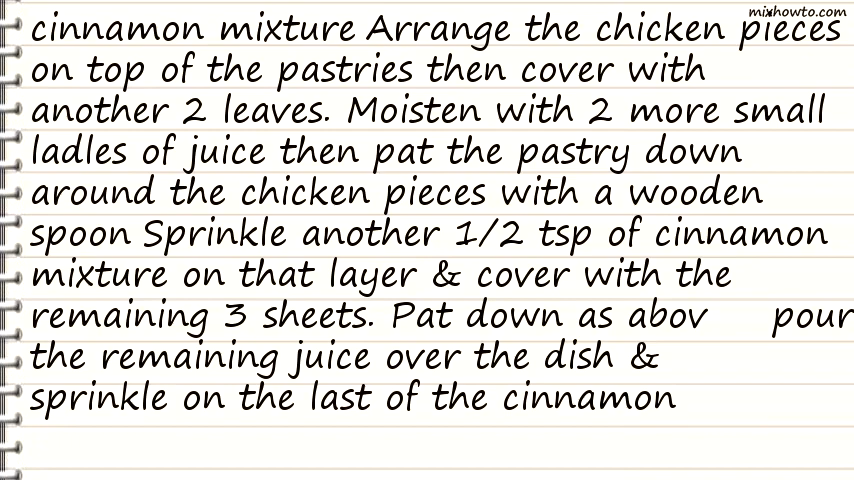 mixhowto.com
cinnamon mixture Arrange the chicken pieces
on top of the pastries then cover with
another 2 leaves. Moisten with 2 more small
ladles of juice then pat the pastry down
around the chicken pieces with a wooden
spoon Sprinkle another 1/2 tsp of cinnamon
mixture on that layer & cover with the
remaining 3 sheets. Pat down as abov pour
the remaining juice over the dish &
sprinkle on the last of the cinnamon